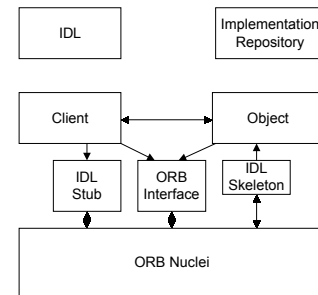 IDL
Implementation
Repository
Client
Object
IDL
Stub
ORB
Interface
IDL
Skeleton
ORB Nuclei